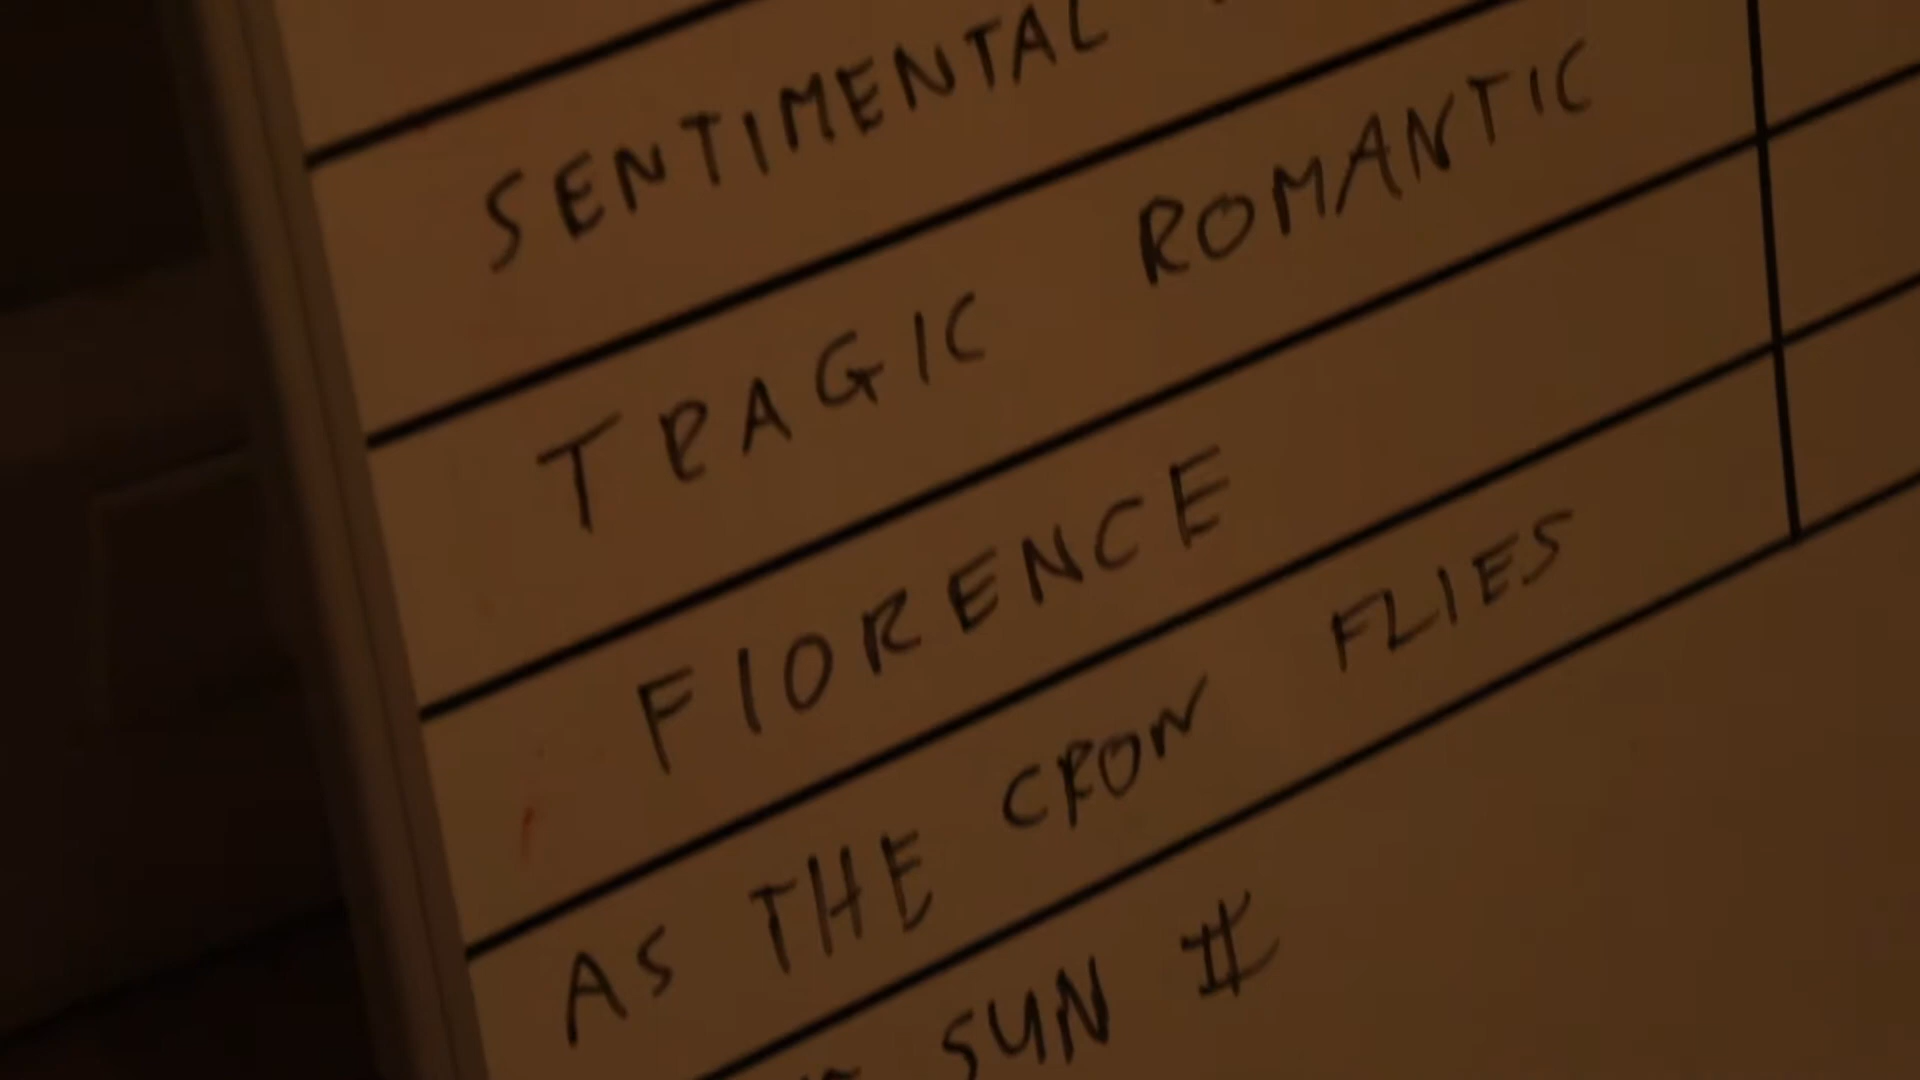 SENTIMENTAL
TRAGIC ROMANTIC
FIORENCE
AS THE CROW FLIES
SUN II